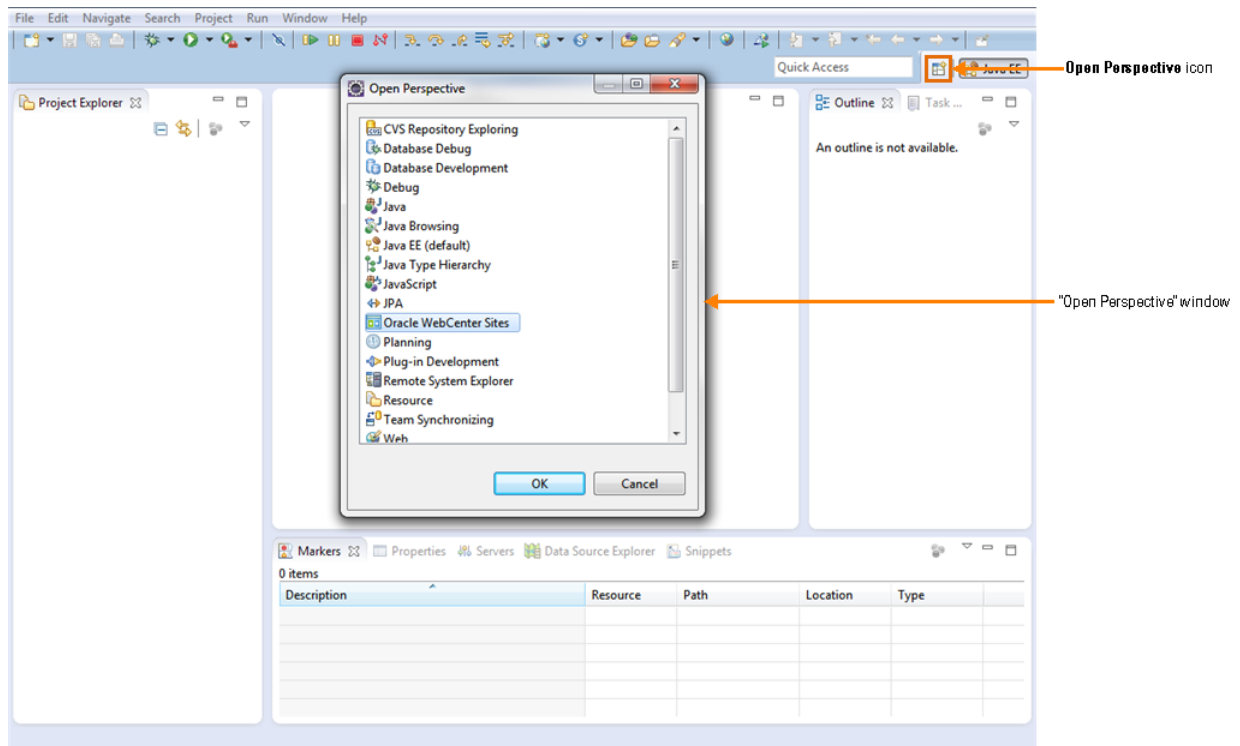 File Edit Navigate Search Project Run Window Help
Quick Access
Java EE
Open Perspective icon
Project Explorer
Open Perspective
Outline
Task ...
An outline is not available.
CVS Repository Exploring
Database Debug
Database Development
Debug
Java
Java Browsing
Java EE (default)
Java Type Hierarchy
JavaScript
JPA
Oracle WebCenter Sites
Planning
Plug-in Development
Remote System Explorer
Resource
Team Synchronizing
Web
"Open Perspective" window
OK Cancel
Markers Properties Servers Data Source Explorer Snippets
0 items
Description Resource Path Location Type